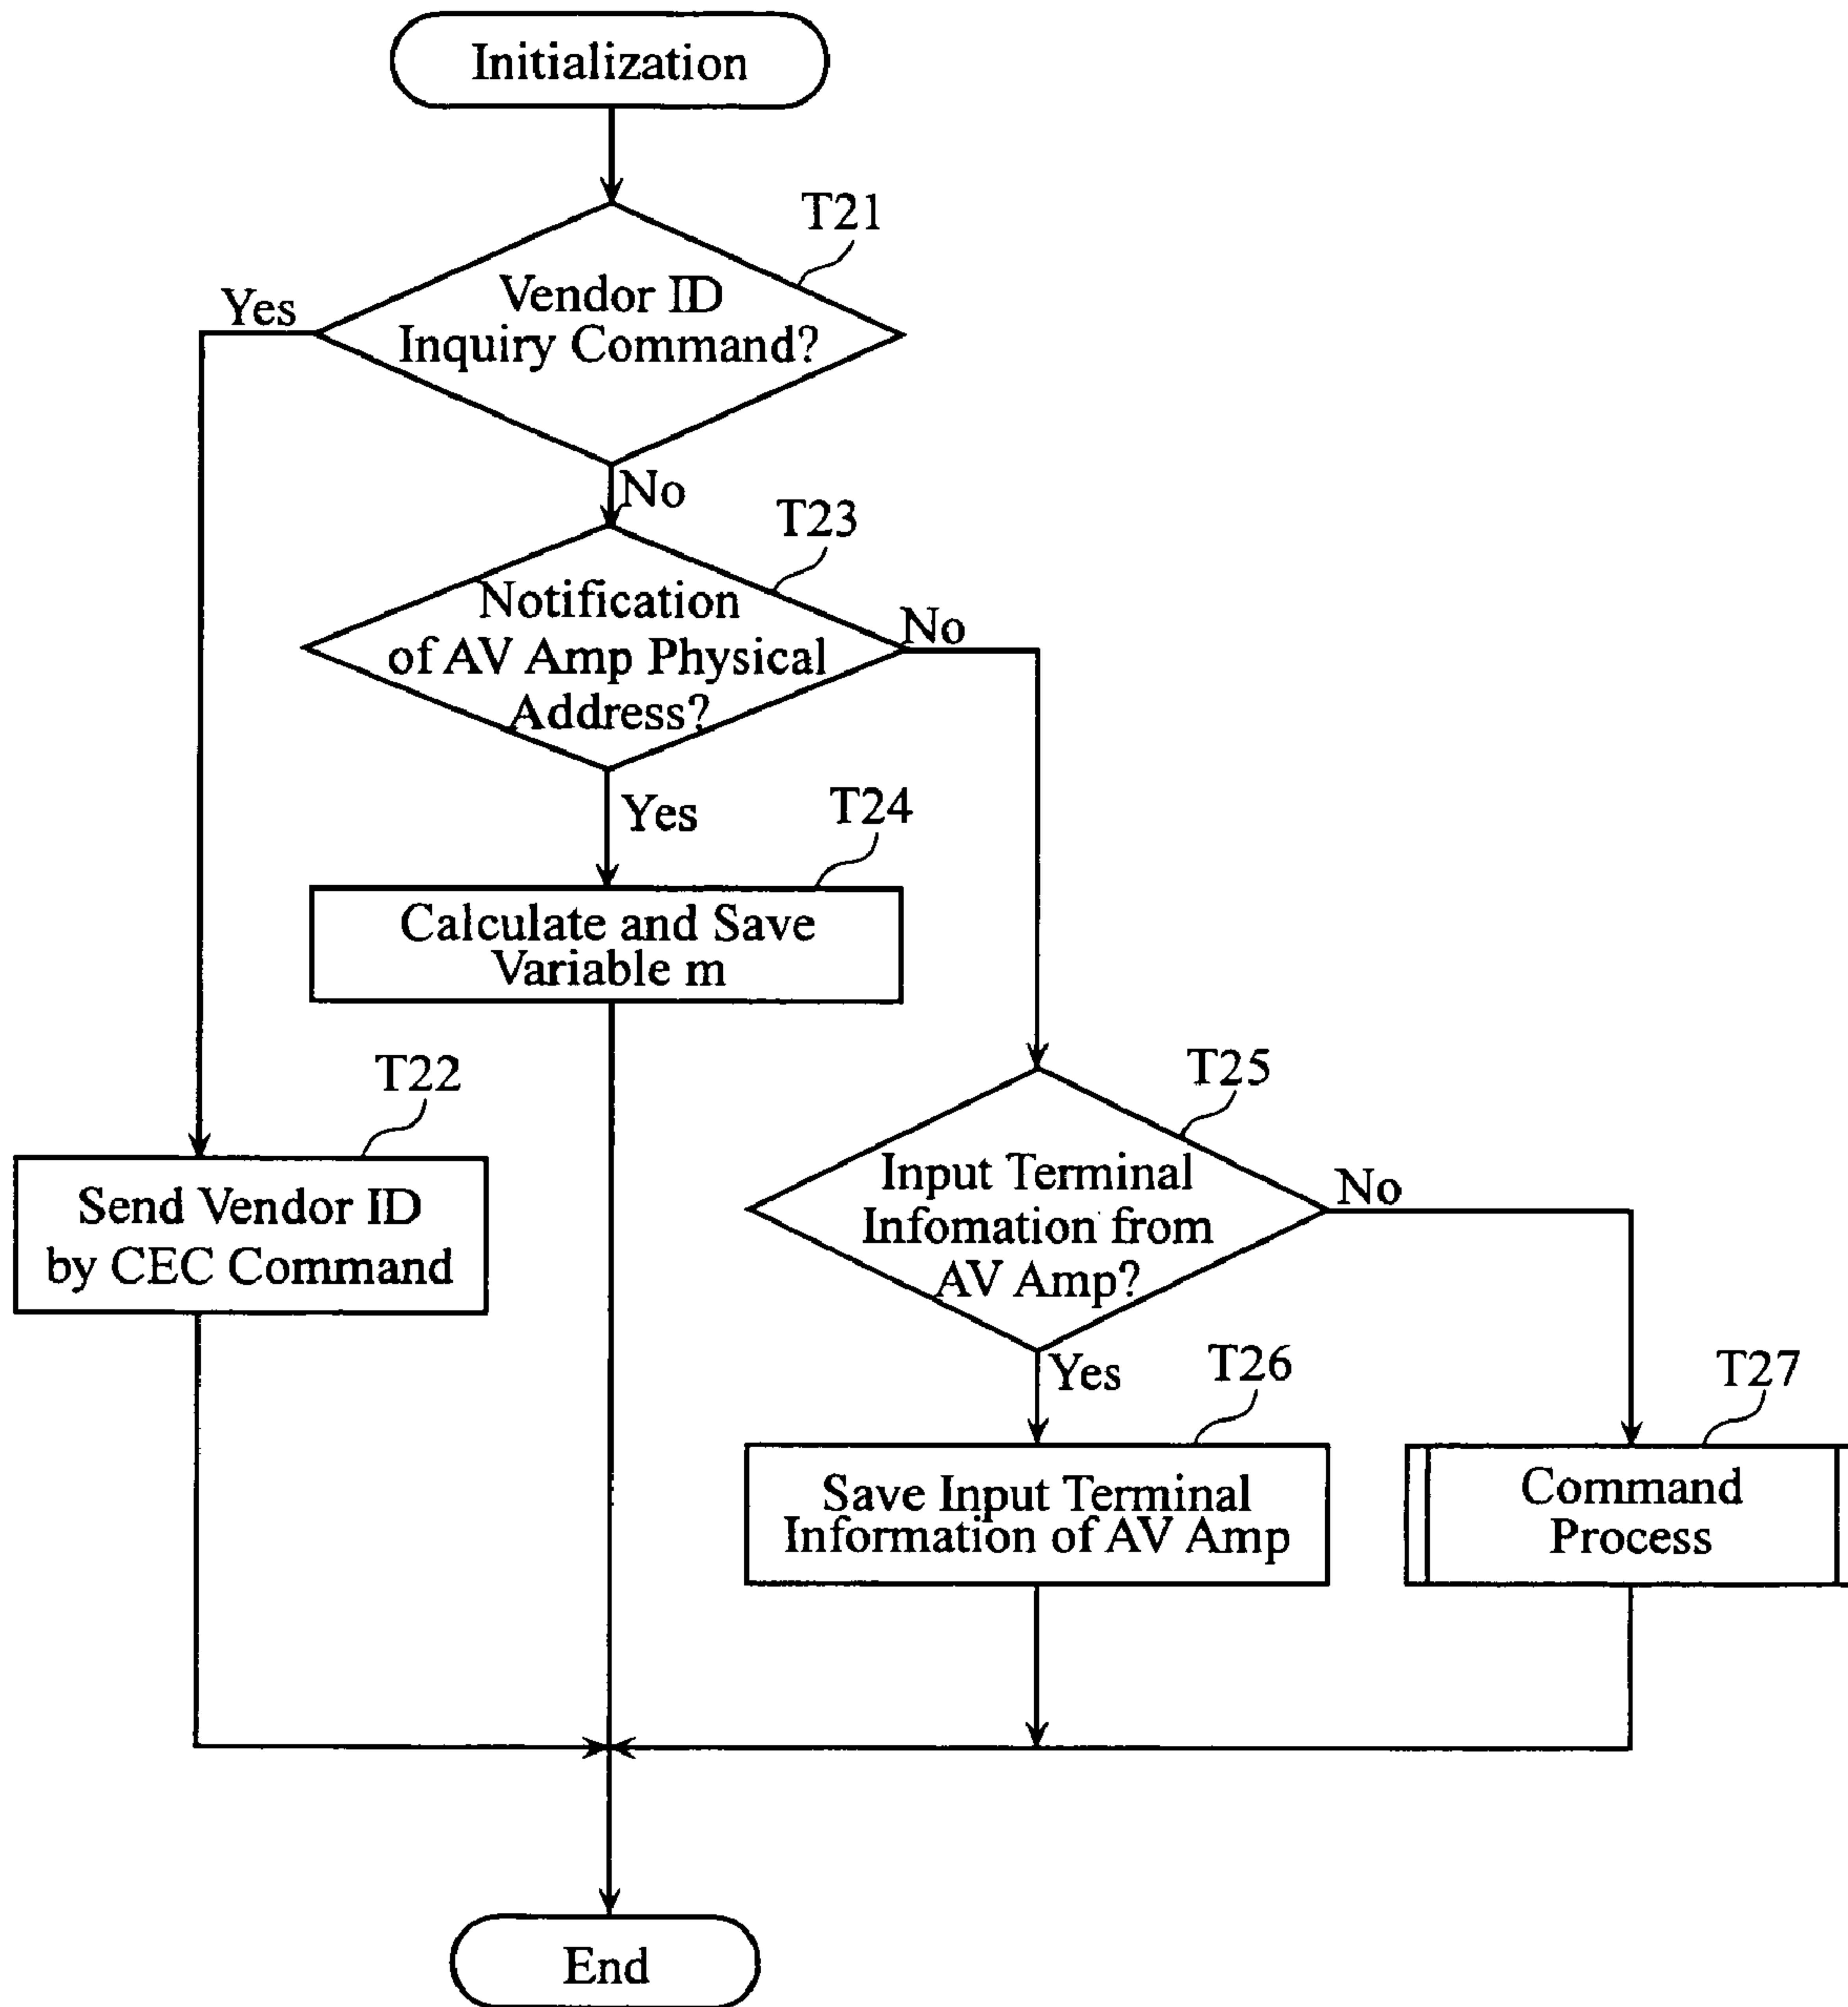 Initialization
T21
Vendor ID
Inquiry Command?
Yes
No
T23
Notification
of AV Amp Physical
Address?
No
Yes
T24
Calculate and Save
Variable m
T22
Send Vendor ID
by CEC Command
T25
Input Terminal
Infomation from
AV Amp?
No
Yes
T26
Save Input Terminal
Information of AV Amp
T27
Command
Process
End